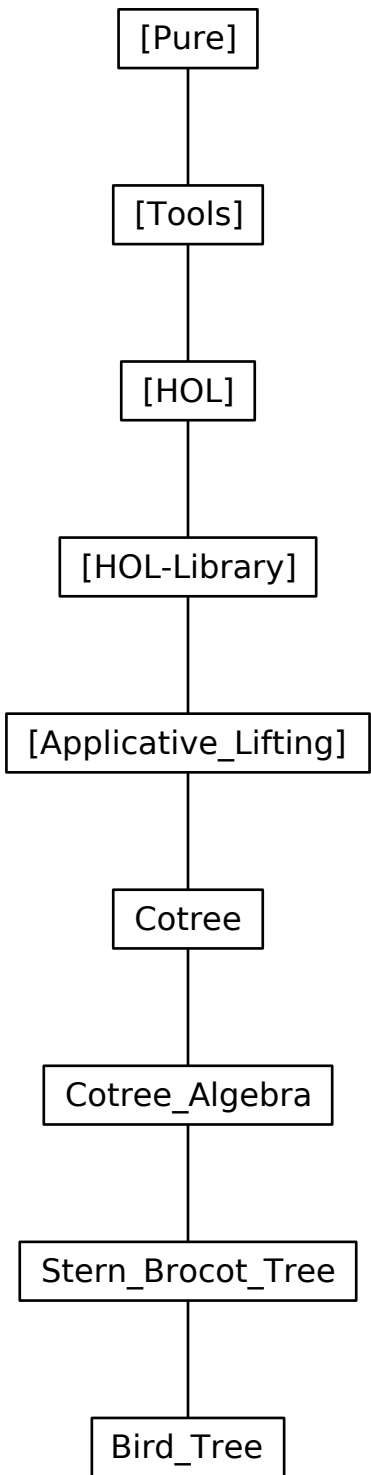 [Pure]
[Tools]
[HOL]
[HOL-Library]
[Applicative_Lifting]
Cotree
Cotree_Algebra
Stern_Brocot_Tree
Bird_Tree